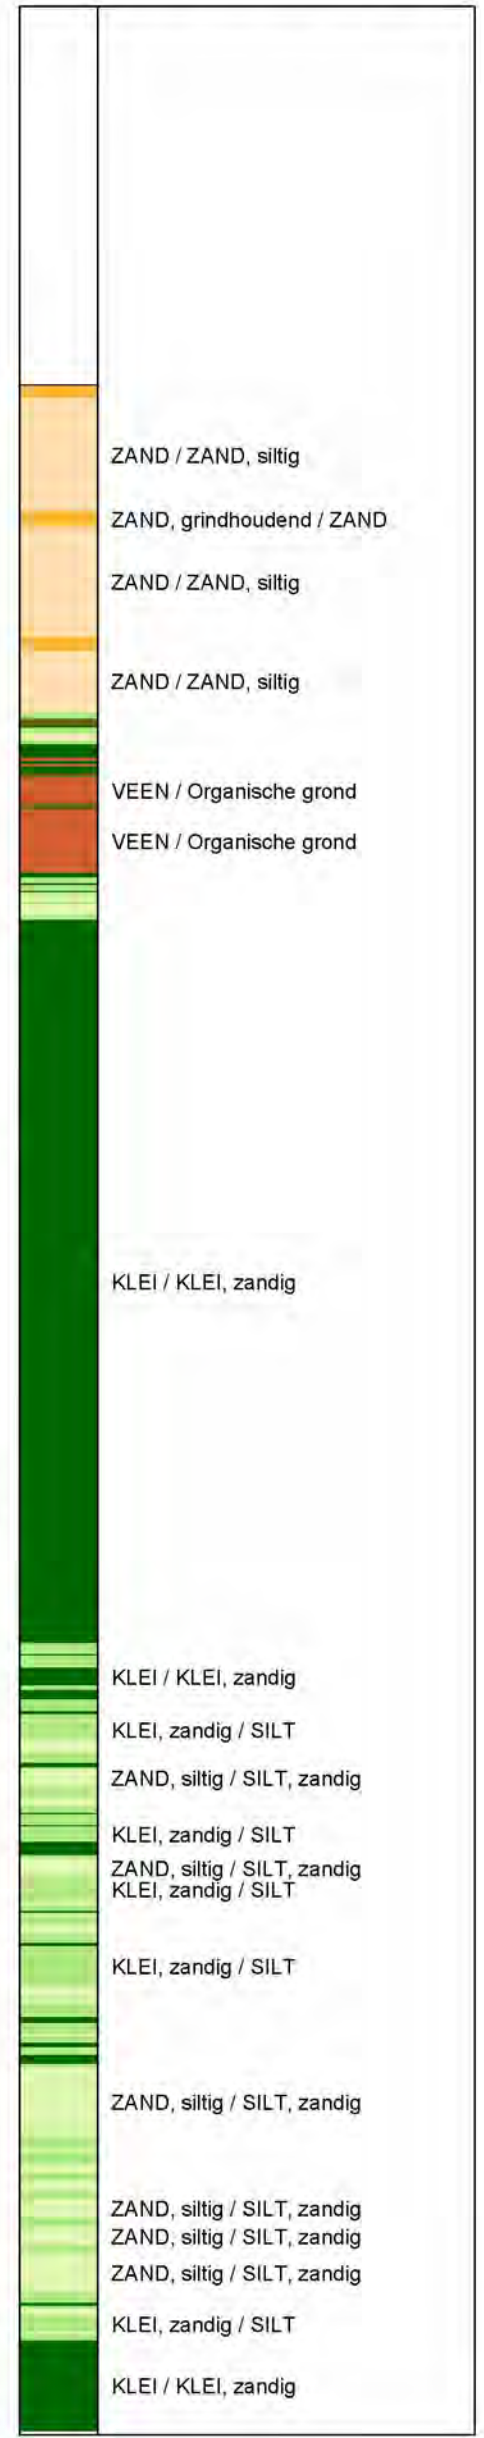 ZAND / ZAND, siltig
ZAND, grindhoudend / ZAND
ZAND / ZAND, siltig
ZAND / ZAND, siltig
VEEN / Organische grond
VEEN / Organische grond
KLEI / KLEI, zandig
KLEI / KLEI, zandig
KLEI, zandig / SILT
ZAND, siltig / SILT, zandig
KLEI, zandig / SILT
ZAND, siltig / SILT, zandig
KLEI, zandig / SILT
KLEI, zandig / SILT
ZAND, siltig / SILT, zandig
ZAND, siltig / SILT, zandig
ZAND, siltig / SILT, zandig
ZAND, siltig / SILT, zandig
KLEI, zandig / SILT
KLEI / KLEI, zandig